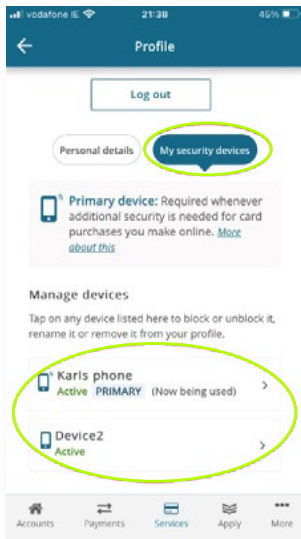 vodafone IE 21:38 45%
Profile
Log out
Personal details My security devices
Primary device: Required whenever
additional security is needed for card
purchases you make online. More
about this
Manage devices
Tap on any device listed here to block or unblock it,
rename it or remove it from your profile.
Karls phone
Active PRIMARY (Now being used)
Device2
Active
Accounts Payments Services Apply More